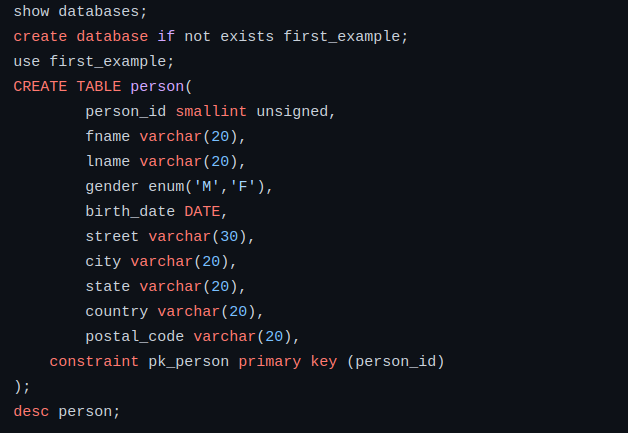 show databases;
create database if not exists first_example;
use first_example;
CREATE TABLE person(
        person_id smallint unsigned,
        fname varchar(20),
        lname varchar(20),
        gender enum('M','F'),
        birth_date DATE,
        street varchar(30),
        city varchar(20),
        state varchar(20),
        country varchar(20),
        postal_code varchar(20),
    constraint pk_person primary key (person_id)
);
desc person;